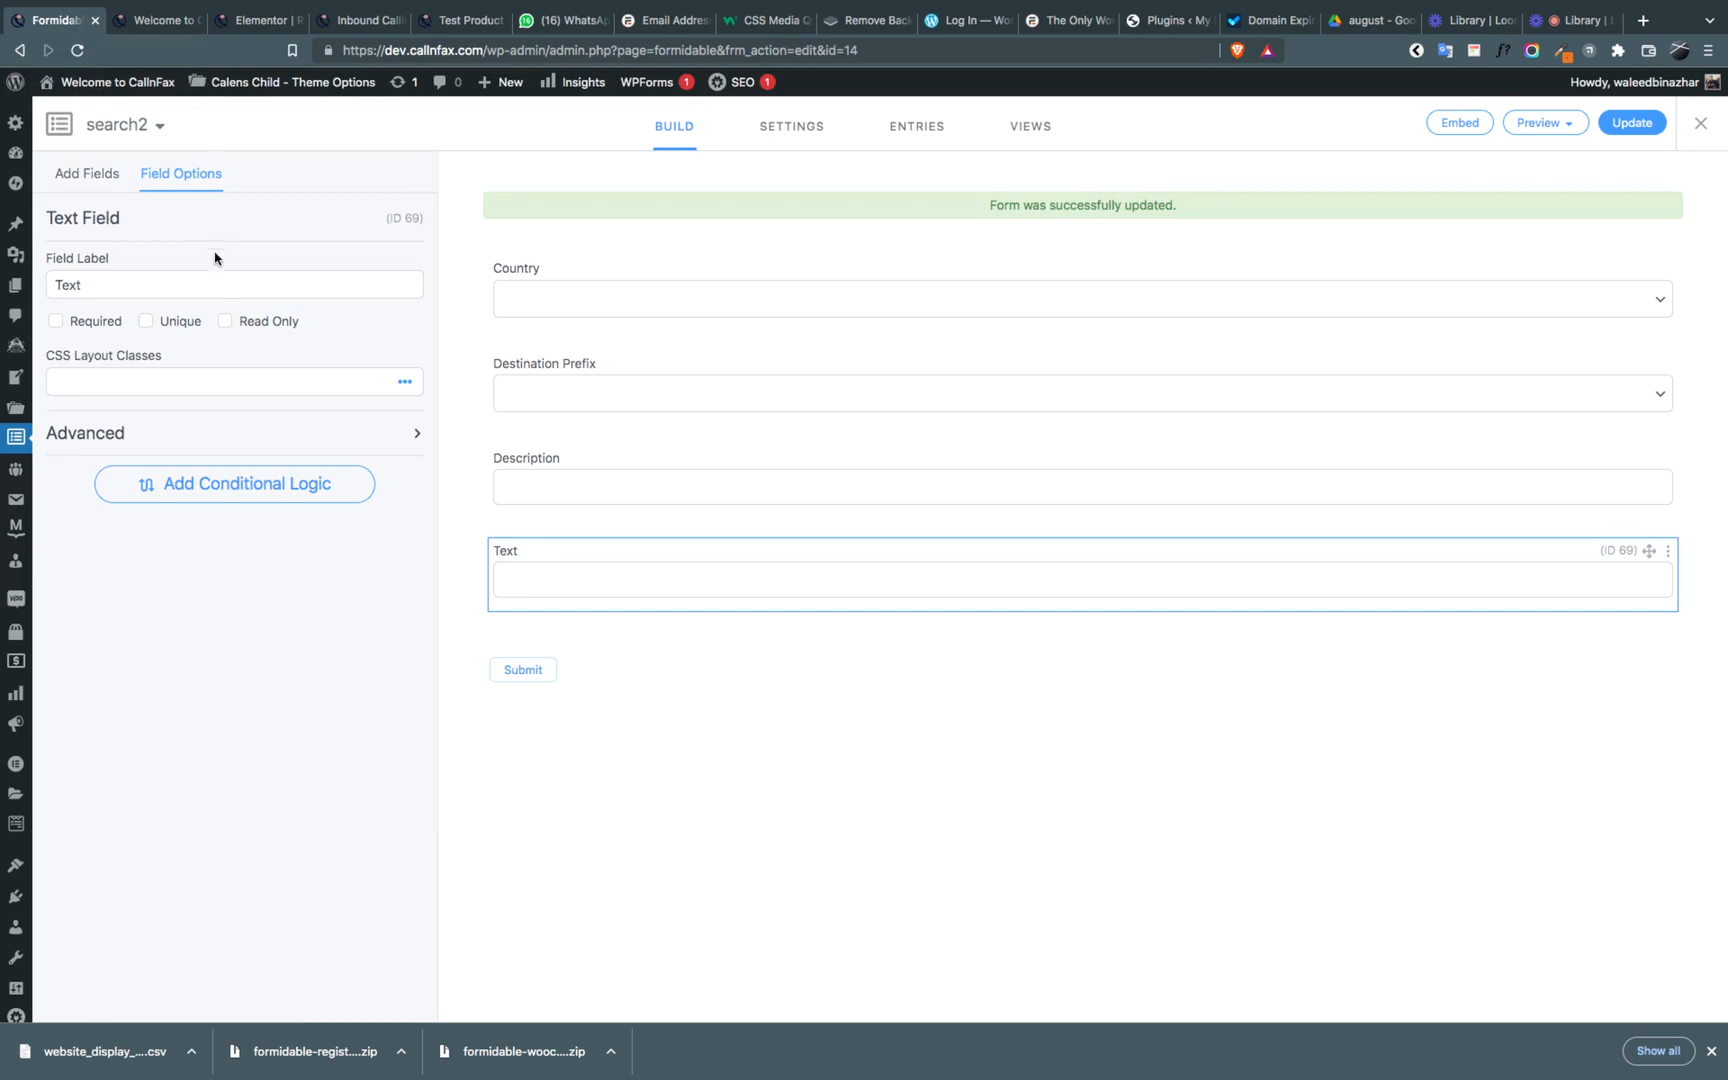 Formidab
Welcome to C
Elementor | R
Inbound Calli
Test Product
(16) WhatsAp
Email Address
CSS Media Q
Remove Back
Log In — Wor
The Only Wo
Plugins < My
Domain Expir
august - Goo
Library | Loor
Library | L
https://dev.callnfax.com/wp-admin/admin.php?page=formidable&frm_action=edit&id=14
Welcome to CallnFax
Calens Child - Theme Options
1
0
New
Insights
WPForms 1
SEO 1
Howdy, waleedbinazhar
search2
BUILD
SETTINGS
ENTRIES
VIEWS
Embed
Preview
Update
Add Fields
Field Options
Text Field
(ID 69)
Field Label
Text
Required
Unique
Read Only
CSS Layout Classes
Advanced
Add Conditional Logic
Form was successfully updated.
Country
Destination Prefix
Description
Text
(ID 69)
Submit
website_display_....csv
formidable-regist....zip
formidable-wooc....zip
Show all